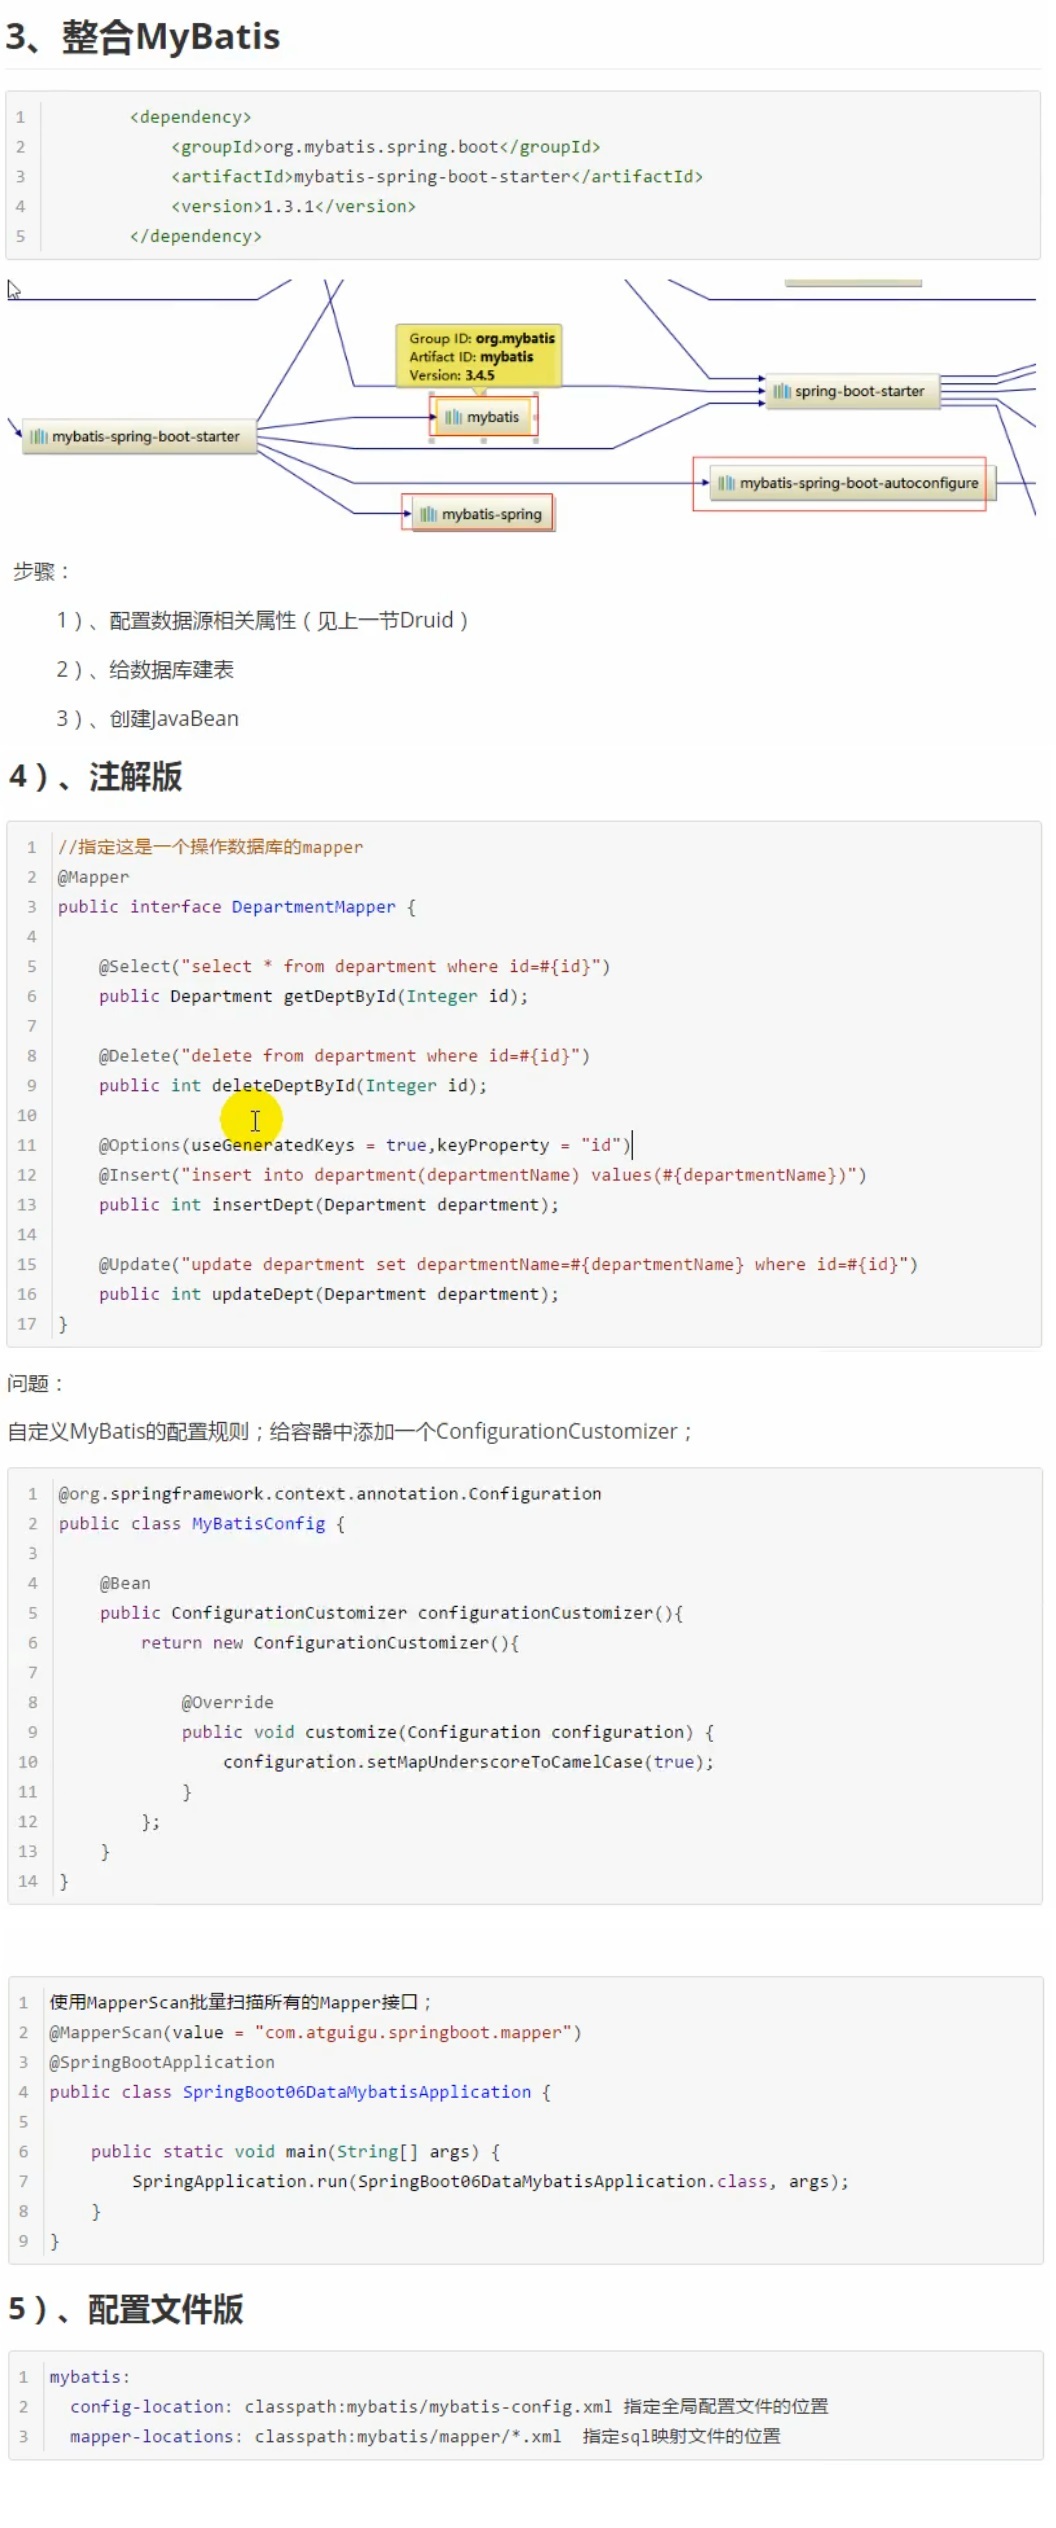 3、整合MyBatis
1 <dependency>
2 <groupId>org.mybatis.spring.boot</groupId>
3 <artifactId>mybatis-spring-boot-starter</artifactId>
4 <version>1.3.1</version>
5 </dependency>
Group ID: org.mybatis
Artifact ID: mybatis
Version: 3.4.5
mybatis
spring-boot-starter
mybatis-spring-boot-starter
mybatis-spring-boot-autoconfigure
mybatis-spring
步骤：
1）、配置数据源相关属性（见上一节Druid）
2）、给数据库建表
3）、创建JavaBean
4）、注解版
1 //指定这是一个操作数据库的mapper
2 @Mapper
3 public interface DepartmentMapper {
4
5     @Select("select * from department where id=#{id}")
6     public Department getDeptById(Integer id);
7
8     @Delete("delete from department where id=#{id}")
9     public int deleteDeptById(Integer id);
10
11     @Options(useGeneratedKeys = true,keyProperty = "id")
12     @Insert("insert into department(departmentName) values(#{departmentName})")
13     public int insertDept(Department department);
14
15     @Update("update department set departmentName=#{departmentName} where id=#{id}")
16     public int updateDept(Department department);
17 }
问题：
自定义MyBatis的配置规则；给容器中添加一个ConfigurationCustomizer；
1 @org.springframework.context.annotation.Configuration
2 public class MyBatisConfig {
3
4     @Bean
5     public ConfigurationCustomizer configurationCustomizer(){
6         return new ConfigurationCustomizer(){
7
8             @Override
9             public void customize(Configuration configuration) {
10                 configuration.setMapUnderscoreToCamelCase(true);
11             }
12         };
13     }
14 }
1 使用MapperScan批量扫描所有的Mapper接口；
2 @MapperScan(value = "com.atguigu.springboot.mapper")
3 @SpringBootApplication
4 public class SpringBoot06DataMybatisApplication {
5
6     public static void main(String[] args) {
7         SpringApplication.run(SpringBoot06DataMybatisApplication.class, args);
8     }
9 }
5）、配置文件版
1 mybatis:
2   config-location: classpath:mybatis/mybatis-config.xml 指定全局配置文件的位置
3   mapper-locations: classpath:mybatis/mapper/*.xml  指定sql映射文件的位置